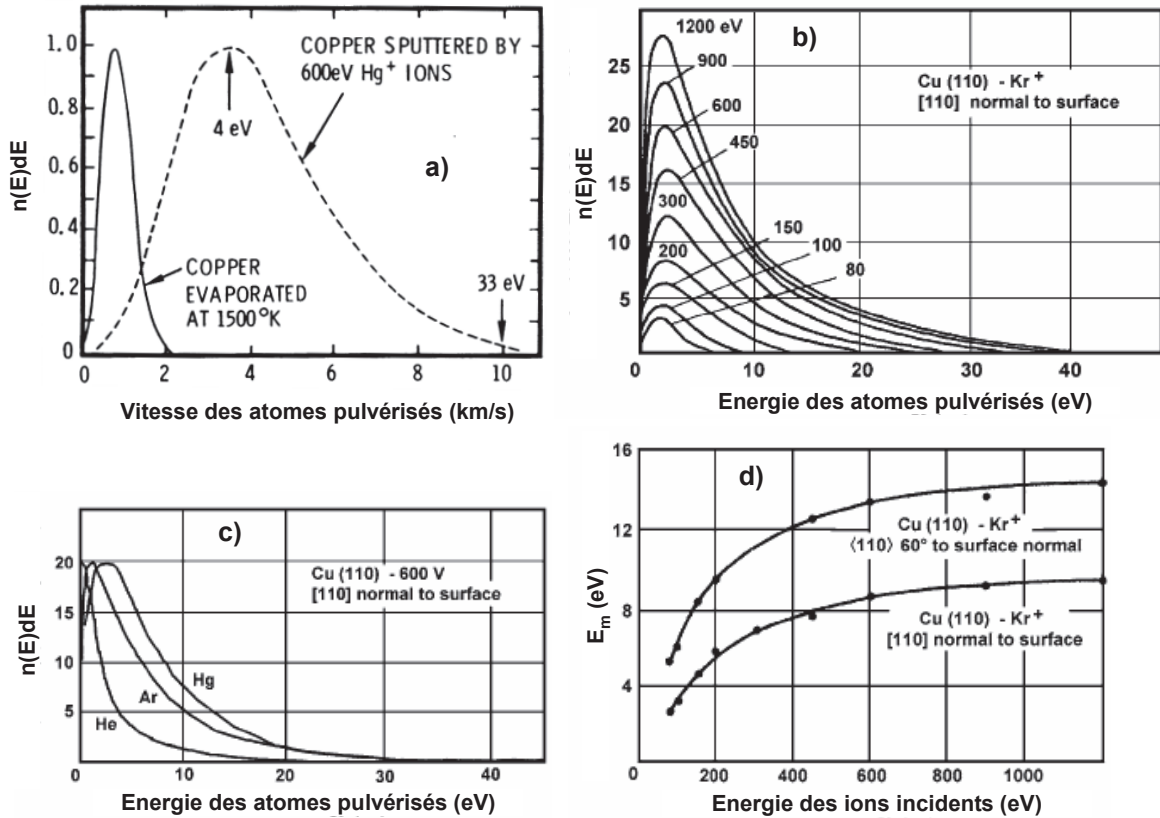 a)
n(E)dE
1.0
0.8
0.6
0.4
0.2
0
COPPER SPUTTERED BY
600eV Hg+ IONS
4 eV
33 eV
COPPER
EVAPORATED
AT 1500°K
0 2 4 6 8 10
Vitesse des atomes pulvérisés (km/s)
b)
n(E)dE
25
20
15
10
5
1200 eV
900
600
450
300
200
150
100
80
Cu (110) - Kr+
[110] normal to surface
0 10 20 30 40
Energie des atomes pulvérisés (eV)
c)
n(E)dE
20
15
10
5
Cu (110) - 600 V
[110] normal to surface
Hg
Ar
He
0 10 20 30 40
Energie des atomes pulvérisés (eV)
d)
Em (eV)
16
12
8
4
Cu (110) - Kr+
⟨110⟩ 60° to surface normal
Cu (110) - Kr+
[110] normal to surface
0 200 400 600 800 1000
Energie des ions incidents (eV)